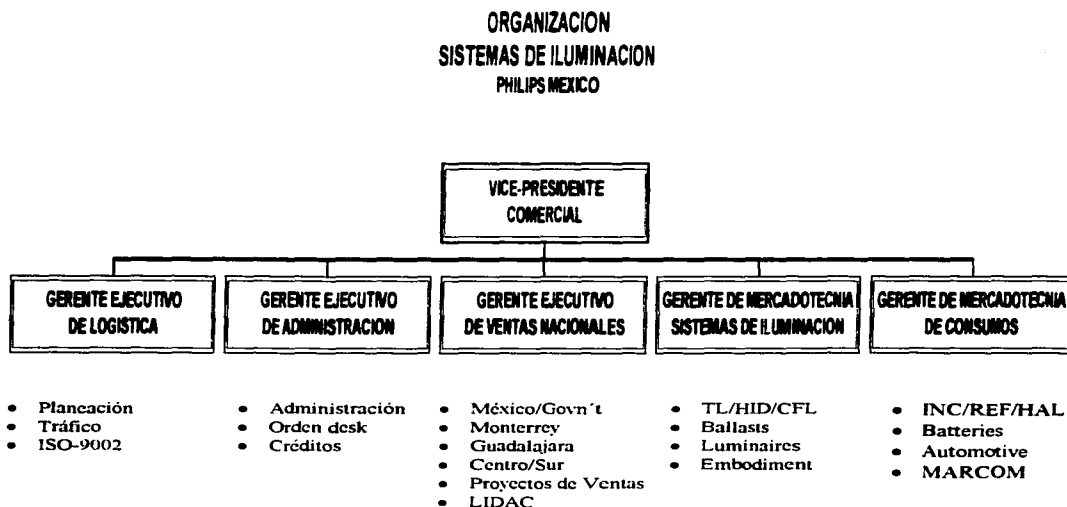 ORGANIZACION
SISTEMAS DE ILUMINACION
PHILIPS MEXICO
VICE-PRESIDENTE
COMERCIAL
GERENTE EJECUTIVO
DE LOGISTICA
GERENTE EJECUTIVO
DE ADMINISTRACION
GERENTE EJECUTIVO
DE VENTAS NACIONALES
GERENTE DE MERCADOTECNIA
SISTEMAS DE ILUMINACION
GERENTE DE MERCADOTECNIA
DE CONSUMOS
• Planeación
• Tráfico
• ISO-9002
• Administración
• Orden desk
• Créditos
• México/Govn´t
• Monterrey
• Guadalajara
• Centro/Sur
• Proyectos de Ventas
• LIDAC
• TL/HID/CFL
• Ballasts
• Luminaires
• Embodiment
• INC/REF/HAL
• Batteries
• Automotive
• MARCOM